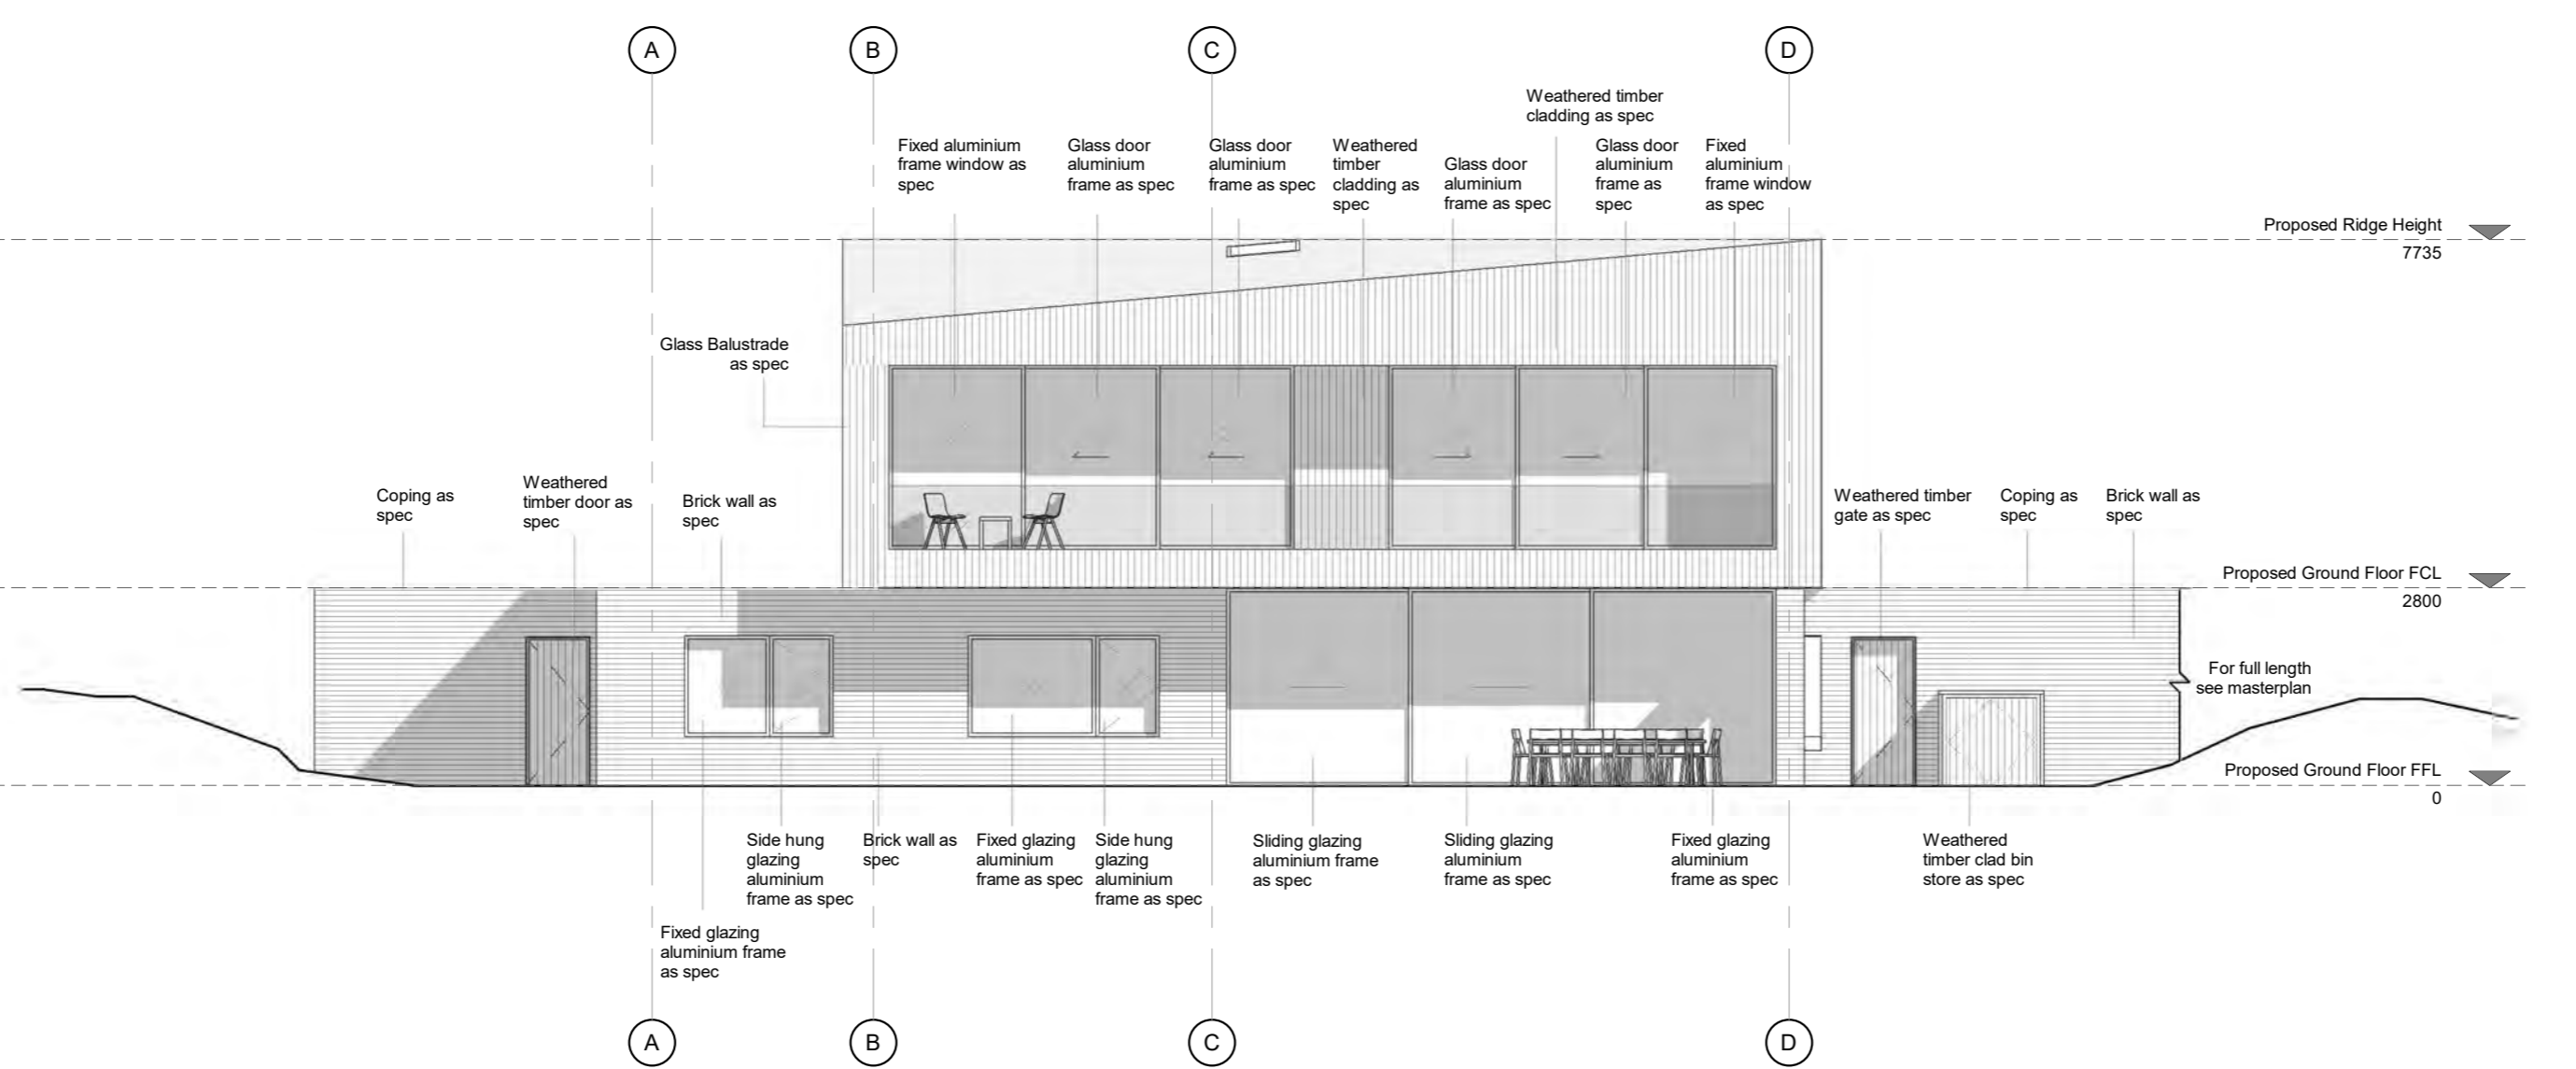 A
B
C
D
Weathered timber
cladding as spec
Fixed aluminium
frame window as
spec
Glass door
aluminium
frame as spec
Glass door
aluminium
frame as spec
Weathered
timber
cladding as
spec
Glass door
aluminium
frame as spec
Glass door
aluminium
frame as
spec
Fixed
aluminium
frame window
as spec
Proposed Ridge Height
7735
Glass Balustrade
as spec
Coping as
spec
Weathered
timber door as
spec
Brick wall as
spec
Weathered timber
gate as spec
Coping as
spec
Brick wall as
spec
Proposed Ground Floor FCL
2800
For full length
see masterplan
Proposed Ground Floor FFL
0
Side hung
glazing
aluminium
frame as spec
Brick wall as
spec
Fixed glazing
aluminium
frame as spec
Side hung
glazing
aluminium
frame as spec
Sliding glazing
aluminium frame
as spec
Sliding glazing
aluminium
frame as spec
Fixed glazing
aluminium
frame as spec
Weathered
timber clad bin
store as spec
Fixed glazing
aluminium frame
as spec
A
B
C
D